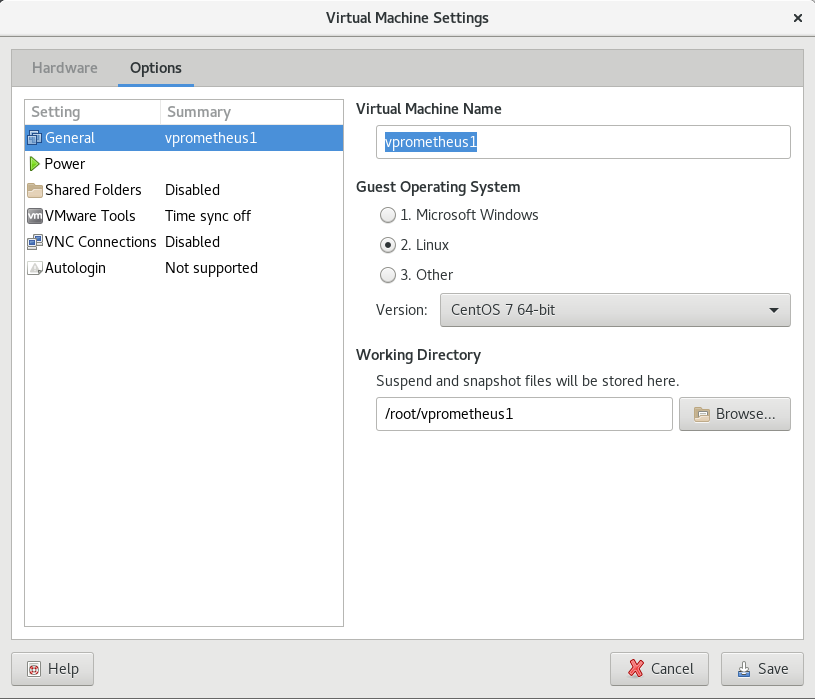 Virtual Machine Settings
Hardware Options
Setting Summary
General vprometheus1
Power
Shared Folders Disabled
vm VMware Tools Time sync off
VNC Connections Disabled
Autologin Not supported
Virtual Machine Name
vprometheus1
Guest Operating System
1. Microsoft Windows
2. Linux
3. Other
Version: CentOS 7 64-bit
Working Directory
Suspend and snapshot files will be stored here.
/root/vprometheus1 Browse...
Help Cancel Save